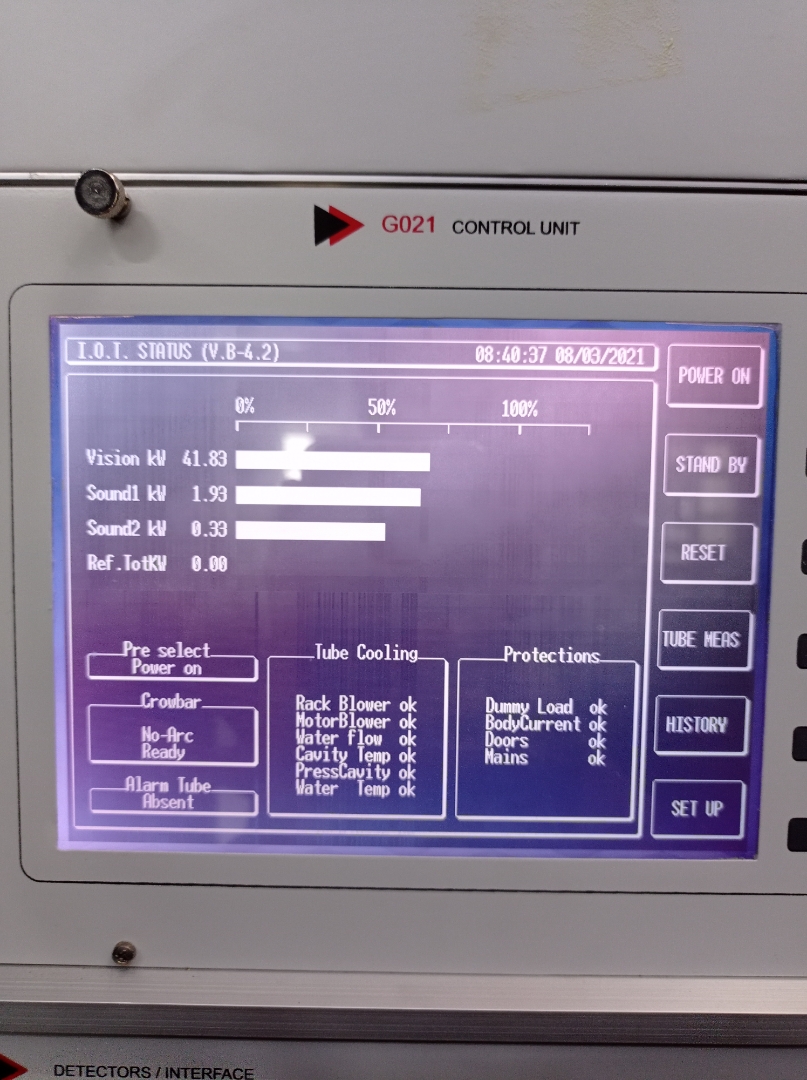 G021 CONTROL UNIT
I.O.T. STATUS (V.B-4.2) 08:40:37 08/03/2021
POWER ON
0% 50% 100%
Vision kW 41.83
STAND BY
Sound1 kW 1.93
Sound2 kW 0.33
RESET
Ref.TotKW 0.00
TUBE MEAS
Pre select
Power on
Crowbar
No-Arc
Ready
Alarm Tube
Absent
Tube Cooling
Rack Blower ok
MotorBlower ok
Water flow ok
Cavity Temp ok
PressCavity ok
Water Temp ok
Protections
Dummy Load ok
BodyCurrent ok
Doors ok
Mains ok
HISTORY
SET UP
DETECTORS / INTERFACE